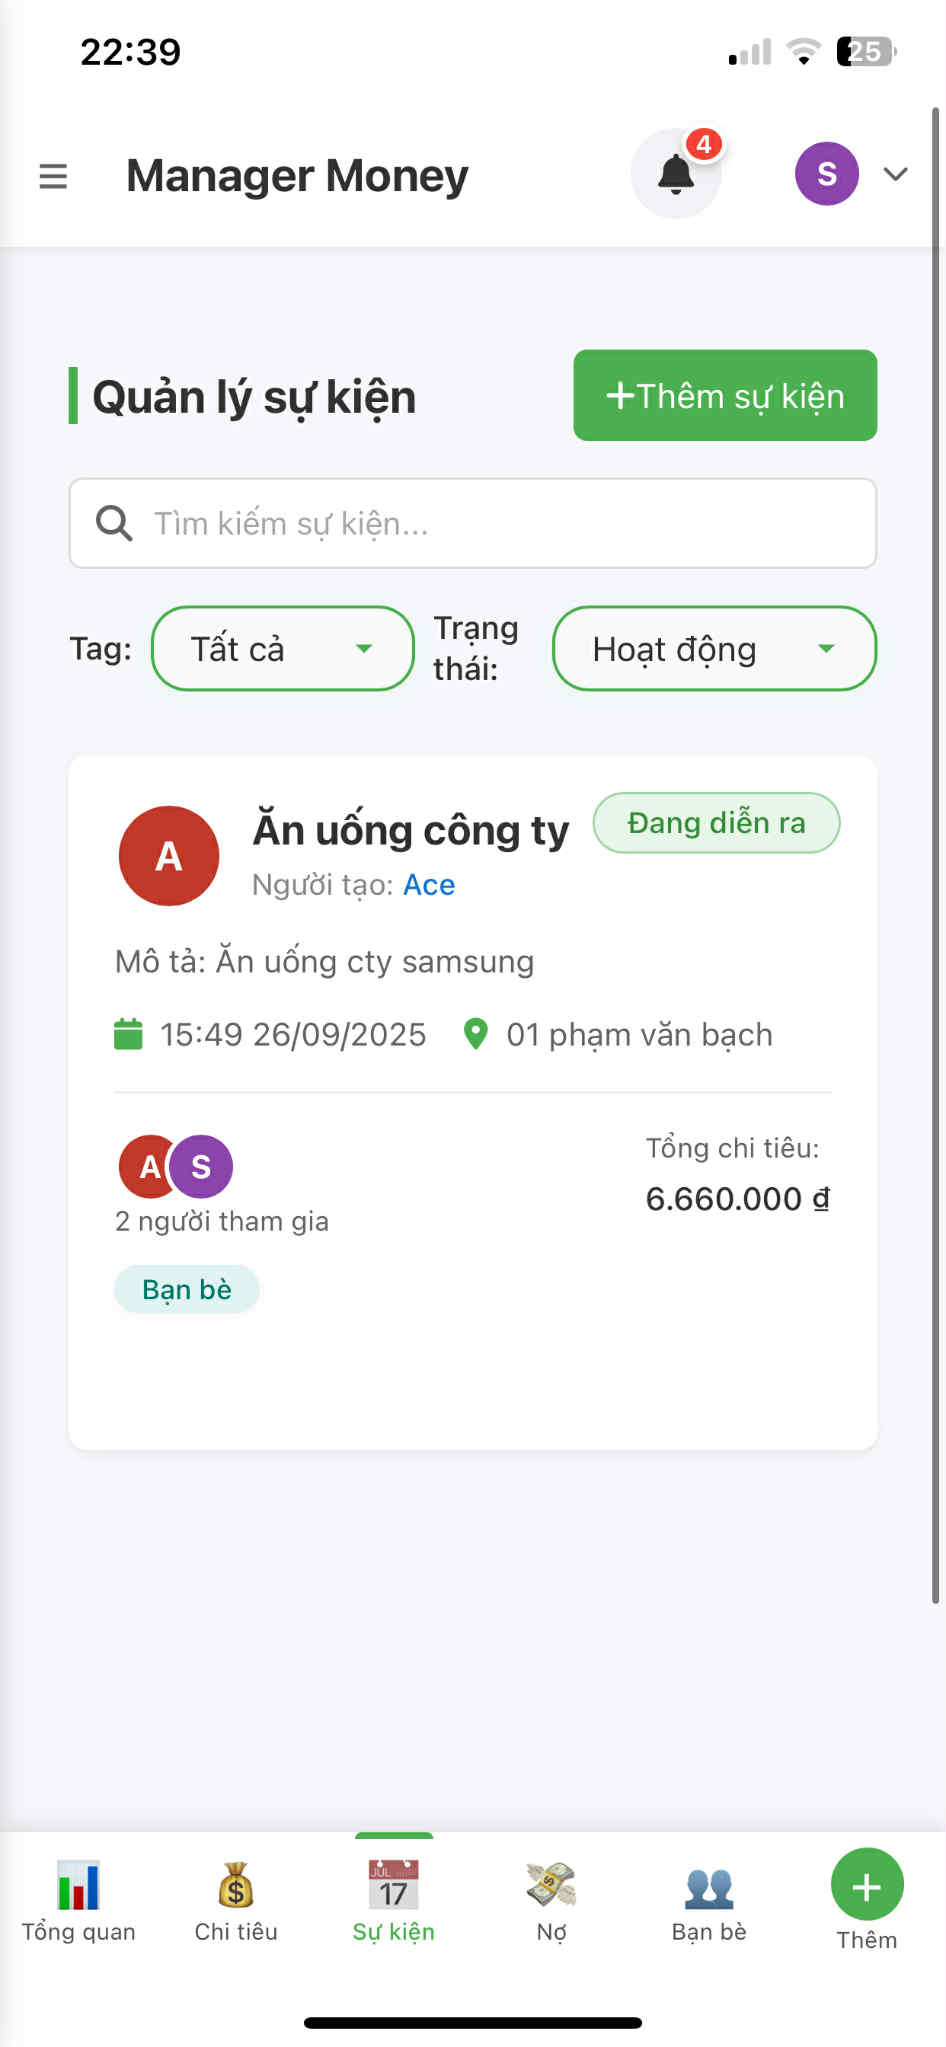 22:39
25
4
Manager Money
S
Quản lý sự kiện
+Thêm sự kiện
Tìm kiếm sự kiện...
Tag:
Tất cả
Trạng
thái:
Hoạt động
A
Ăn uống công ty
Đang diễn ra
Người tạo: Ace
Mô tả: Ăn uống cty samsung
15:49 26/09/2025
01 phạm văn bạch
A
S
Tổng chi tiêu:
2 người tham gia
6.660.000 ₫
Bạn bè
JUL
17
Tổng quan
Chi tiêu
Sự kiện
Nợ
Bạn bè
Thêm